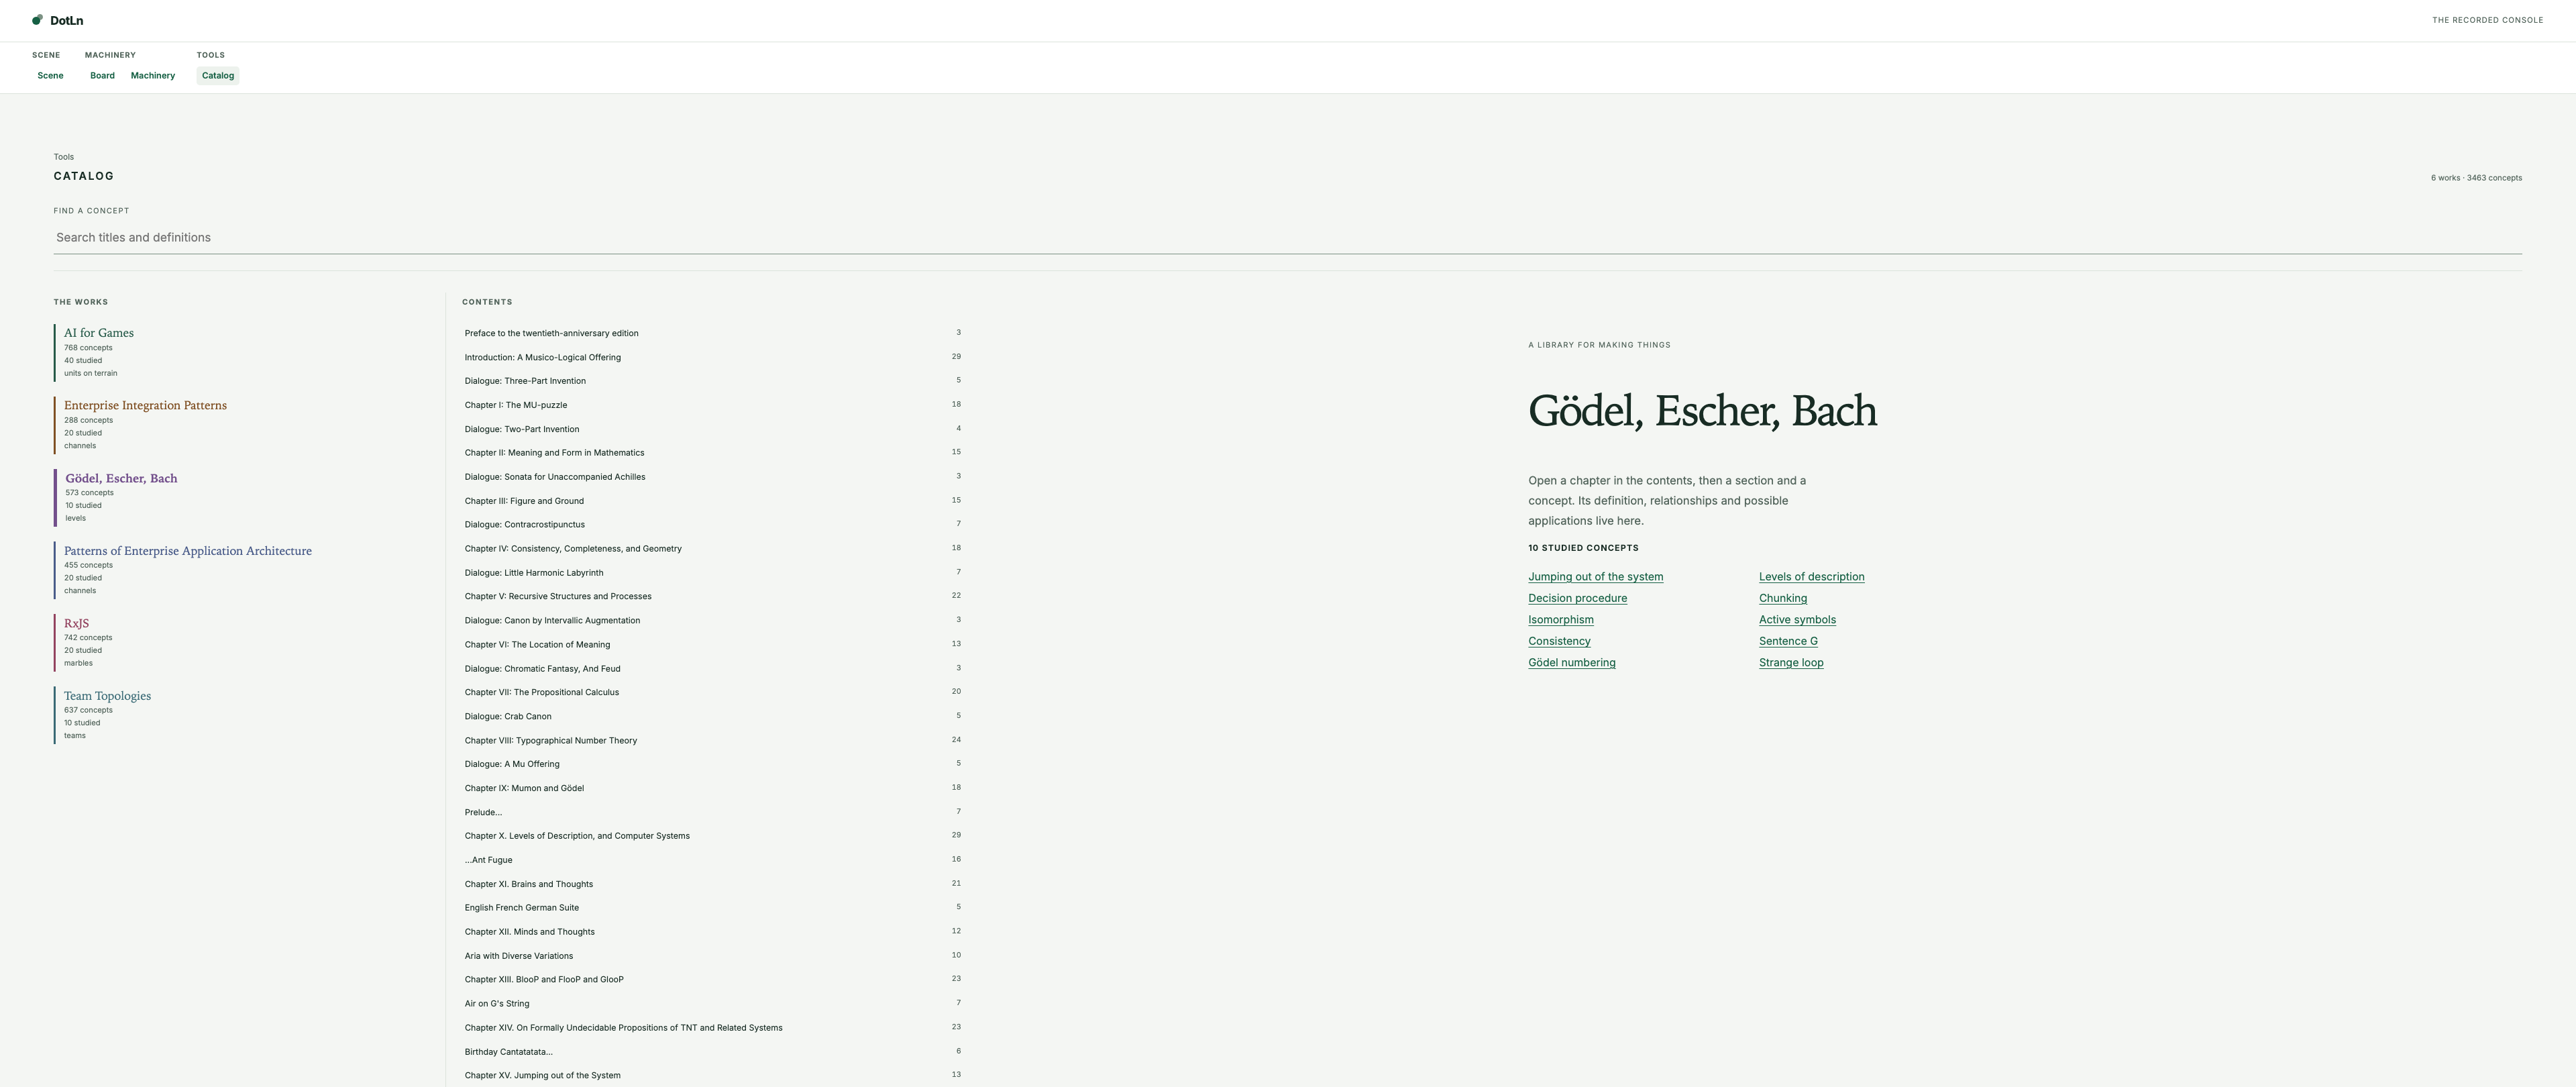 DotLn
THE RECORDED CONSOLE
SCENE
MACHINERY
TOOLS
Scene
Board
Machinery
Catalog
Tools
CATALOG
6 works · 3463 concepts
FIND A CONCEPT
Search titles and definitions
THE WORKS
AI for Games
768 concepts
40 studied
units on terrain
Enterprise Integration Patterns
288 concepts
20 studied
channels
Gödel, Escher, Bach
573 concepts
10 studied
levels
Patterns of Enterprise Application Architecture
455 concepts
20 studied
channels
RxJS
742 concepts
20 studied
marbles
Team Topologies
637 concepts
10 studied
teams
CONTENTS
Preface to the twentieth-anniversary edition 3
Introduction: A Musico-Logical Offering 29
Dialogue: Three-Part Invention 5
Chapter I: The MU-puzzle 18
Dialogue: Two-Part Invention 4
Chapter II: Meaning and Form in Mathematics 15
Dialogue: Sonata for Unaccompanied Achilles 3
Chapter III: Figure and Ground 15
Dialogue: Contracrostipunctus 7
Chapter IV: Consistency, Completeness, and Geometry 18
Dialogue: Little Harmonic Labyrinth 7
Chapter V: Recursive Structures and Processes 22
Dialogue: Canon by Intervallic Augmentation 3
Chapter VI: The Location of Meaning 13
Dialogue: Chromatic Fantasy, And Feud 3
Chapter VII: The Propositional Calculus 20
Dialogue: Crab Canon 5
Chapter VIII: Typographical Number Theory 24
Dialogue: A Mu Offering 5
Chapter IX: Mumon and Gödel 18
Prelude... 7
Chapter X. Levels of Description, and Computer Systems 29
...Ant Fugue 16
Chapter XI. Brains and Thoughts 21
English French German Suite 5
Chapter XII. Minds and Thoughts 12
Aria with Diverse Variations 10
Chapter XIII. BlooP and FlooP and GlooP 23
Air on G's String 7
Chapter XIV. On Formally Undecidable Propositions of TNT and Related Systems 23
Birthday Cantatatata... 6
Chapter XV. Jumping out of the System 13
A LIBRARY FOR MAKING THINGS
Gödel, Escher, Bach
Open a chapter in the contents, then a section and a
concept. Its definition, relationships and possible
applications live here.
10 STUDIED CONCEPTS
Jumping out of the system
Levels of description
Decision procedure
Chunking
Isomorphism
Active symbols
Consistency
Sentence G
Gödel numbering
Strange loop